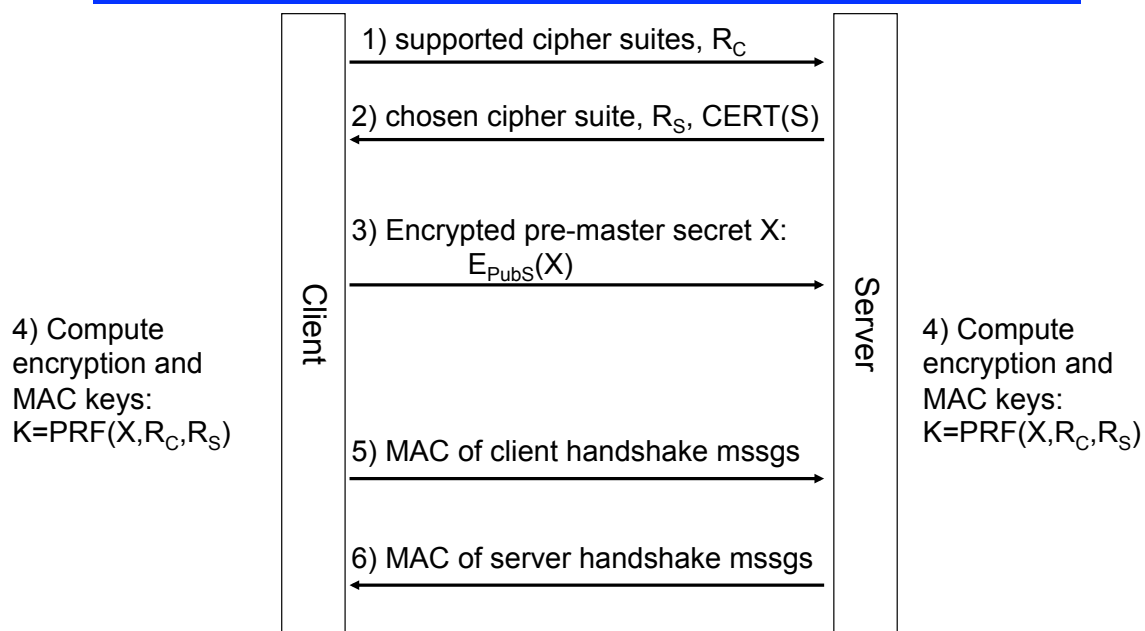 1) supported cipher suites, R_C
2) chosen cipher suite, R_S, CERT(S)
3) Encrypted pre-master secret X:
E_PubS(X)
Client
Server
4) Compute
encryption and
MAC keys:
K=PRF(X,R_C,R_S)
4) Compute
encryption and
MAC keys:
K=PRF(X,R_C,R_S)
5) MAC of client handshake mssgs
6) MAC of server handshake mssgs